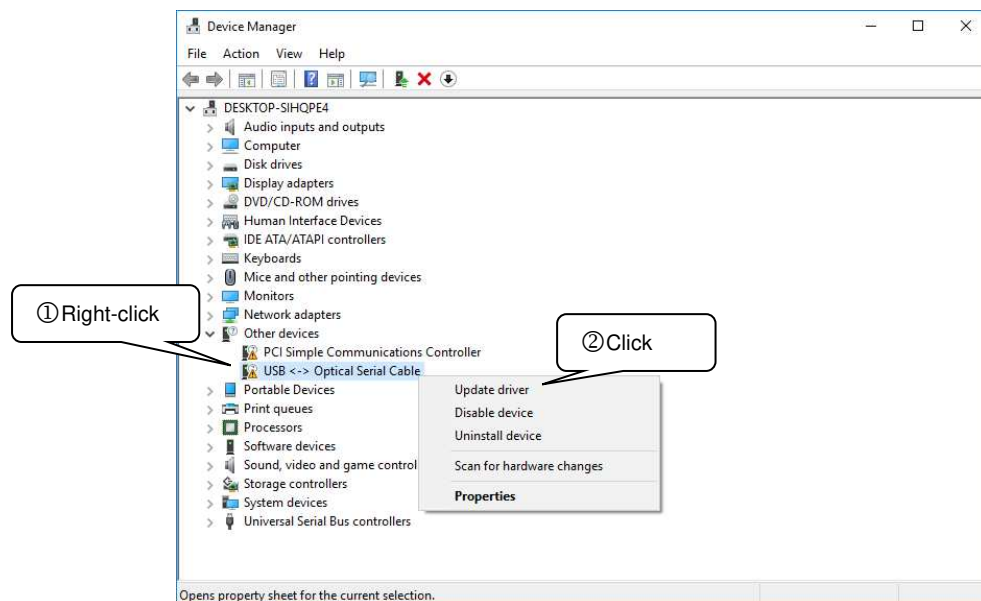 Device Manager
File Action View Help
DESKTOP-SIHQPE4
Audio inputs and outputs
Computer
Disk drives
Display adapters
DVD/CD-ROM drives
Human Interface Devices
IDE ATA/ATAPI controllers
Keyboards
Mice and other pointing devices
Monitors
Network adapters
Other devices
PCI Simple Communications Controller
USB <-> Optical Serial Cable
Portable Devices
Print queues
Processors
Software devices
Sound, video and game control
Storage controllers
System devices
Universal Serial Bus controllers
①Right-click
②Click
Update driver
Disable device
Uninstall device
Scan for hardware changes
Properties
Opens property sheet for the current selection.